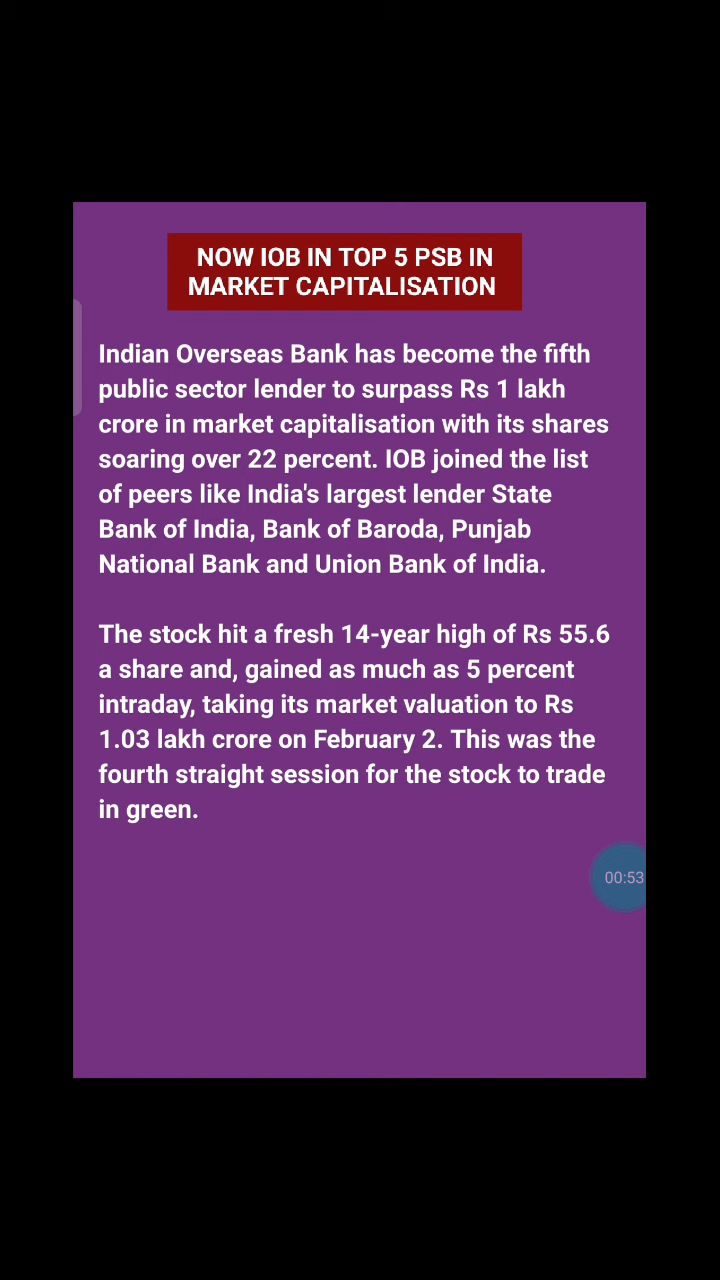 NOW IOB IN TOP 5 PSB IN
MARKET CAPITALISATION
Indian Overseas Bank has become the fifth
public sector lender to surpass Rs 1 lakh
crore in market capitalisation with its shares
soaring over 22 percent. IOB joined the list
of peers like India's largest lender State
Bank of India, Bank of Baroda, Punjab
National Bank and Union Bank of India.
The stock hit a fresh 14-year high of Rs 55.6
a share and, gained as much as 5 percent
intraday, taking its market valuation to Rs
1.03 lakh crore on February 2. This was the
fourth straight session for the stock to trade
in green.
00:53